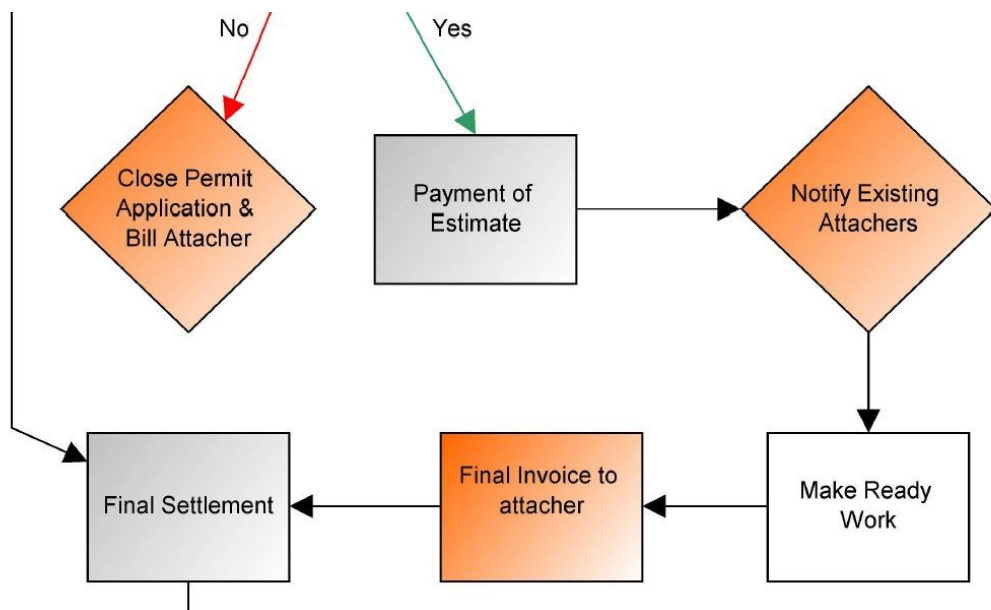 No
Yes
Close Permit
Application &
Bill Attacher
Payment of
Estimate
Notify Existing
Attachers
Final Settlement
Final Invoice to
attacher
Make Ready
Work